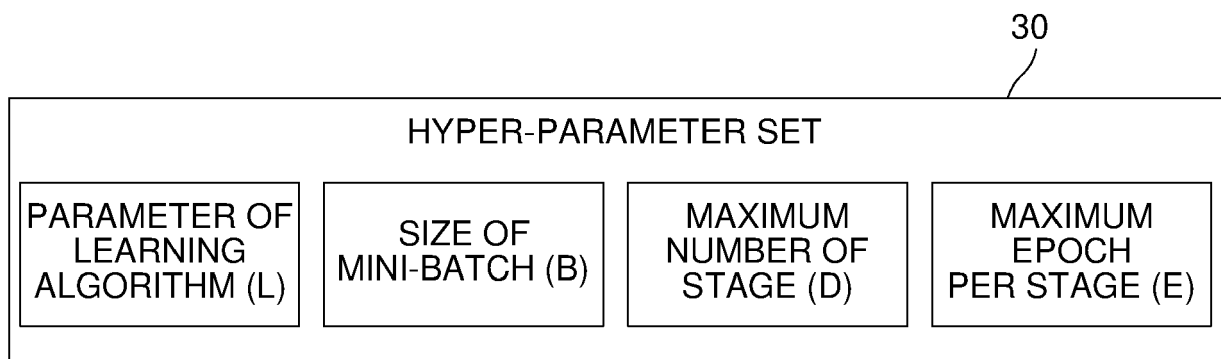 30
HYPER-PARAMETER SET
PARAMETER OF
LEARNING
ALGORITHM (L)
SIZE OF
MINI-BATCH (B)
MAXIMUM
NUMBER OF
STAGE (D)
MAXIMUM
EPOCH
PER STAGE (E)